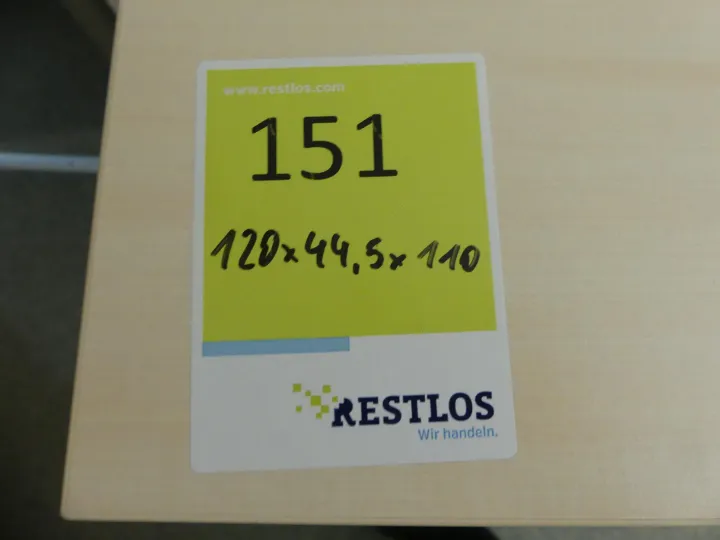 www.restlos.com
151
120x44,5x110
RESTLOS
Wir handeln.